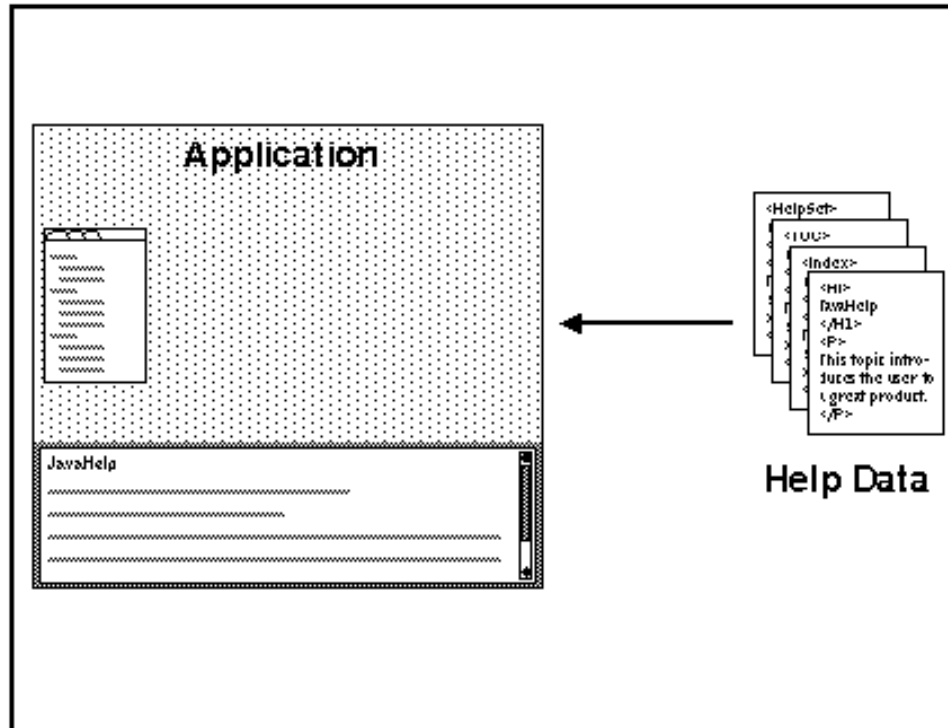 Application
JavaHelp
<HelpSet>
<TOC>
<Index>
<H1>
JavaHelp
</H1>
<P>
This topic intro-
duces the user to
a great product.
</P>
Help Data